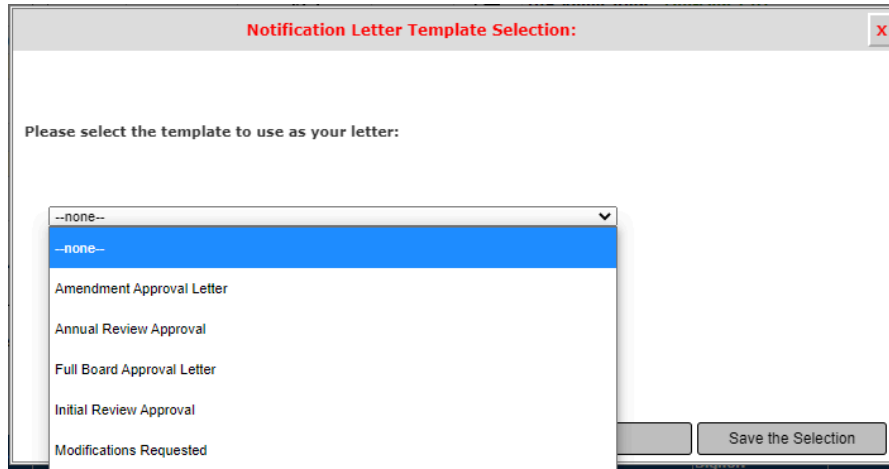 Notification Letter Template Selection:
X
Please select the template to use as your letter:
--none--
--none--
Amendment Approval Letter
Annual Review Approval
Full Board Approval Letter
Initial Review Approval
Modifications Requested
Save the Selection